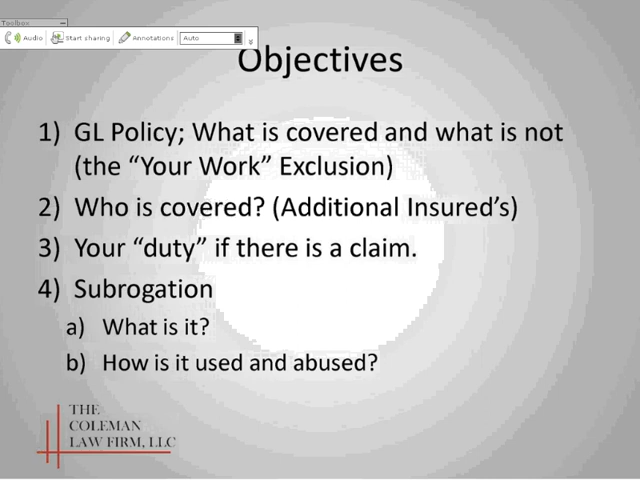 Toolbox
Audio Start sharing Annotations Auto
Objectives
1) GL Policy; What is covered and what is not
(the “Your Work” Exclusion)
2) Who is covered? (Additional Insured’s)
3) Your “duty” if there is a claim.
4) Subrogation
a) What is it?
b) How is it used and abused?
THE
COLEMAN
LAW FIRM, LLC